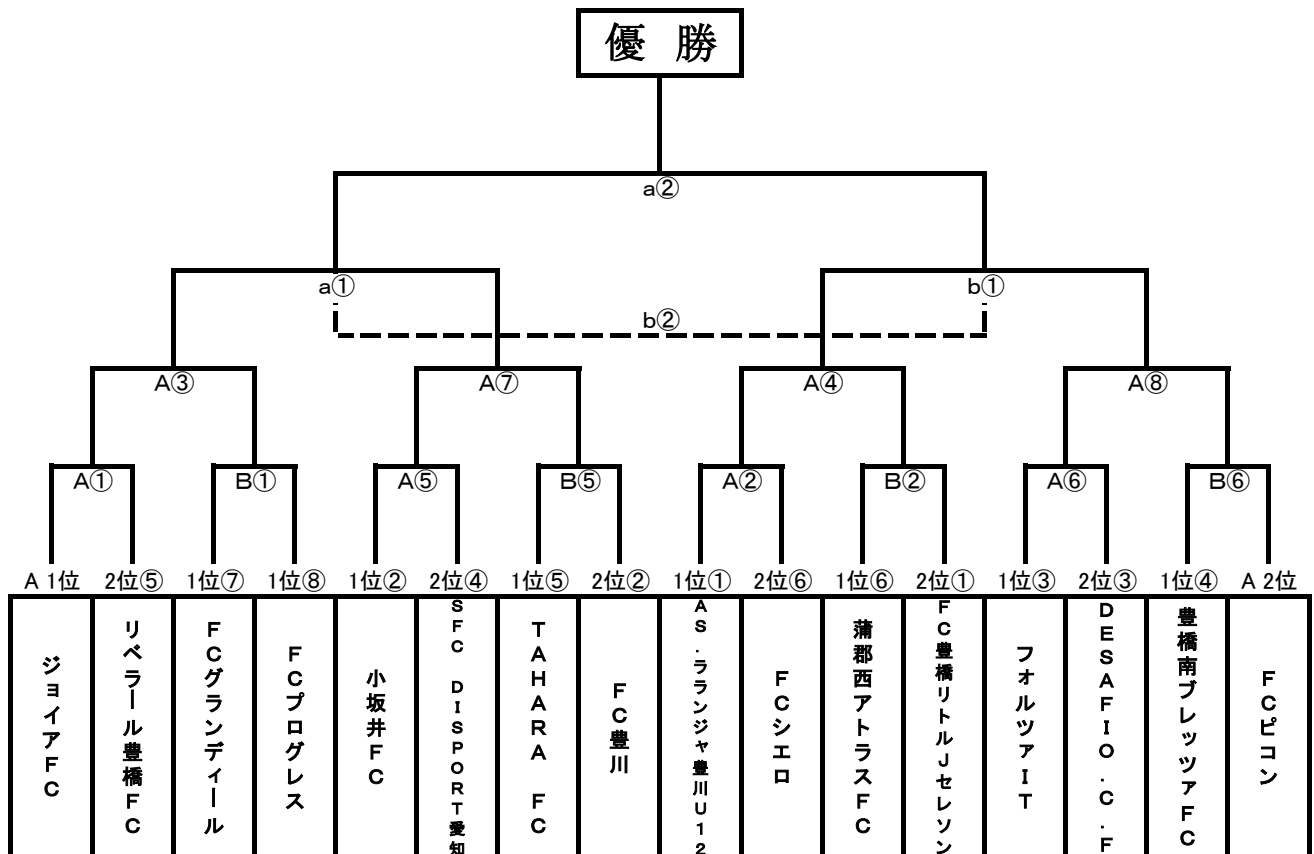 優 勝
a②
a①
b①
b②
A③
A⑦
A④
A⑧
A①
B①
A⑤
B⑤
A②
B②
A⑥
B⑥
A 1位
2位⑤
1位⑦
1位⑧
1位②
2位④
1位⑤
2位②
1位①
2位⑥
1位⑥
2位①
1位③
2位③
1位④
A 2位
ジョイアFC
リベラール豊橋FC
FCグランディール
FCプログレス
小坂井FC
SFC DISPORT愛知
TAHARA FC
FC豊川
AS.ラランジャ豊川U12
FCシエロ
蒲郡西アトラスFC
FC豊橋リトルJセレソン
フォルツァIT
DESAFIO.C.F
豊橋南ブレッツァFC
FCピコン